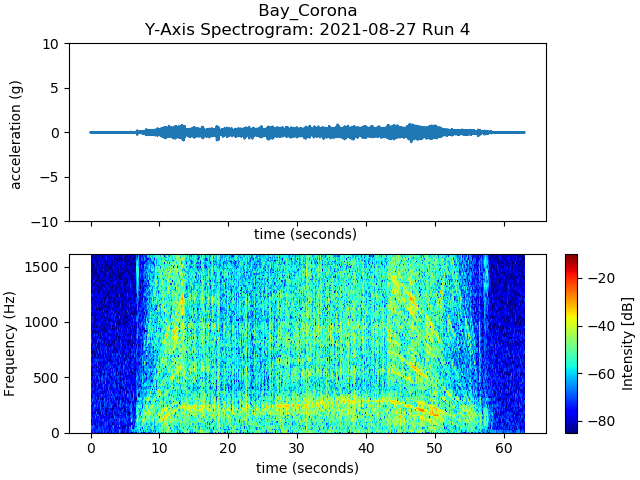 Bay_Corona
Y-Axis Spectrogram: 2021-08-27 Run 4
10
5
0
−5
−10
acceleration (g)
time (seconds)
1500
1000
500
0
Frequency (Hz)
0 10 20 30 40 50 60
time (seconds)
−20
−40
−60
−80
Intensity [dB]